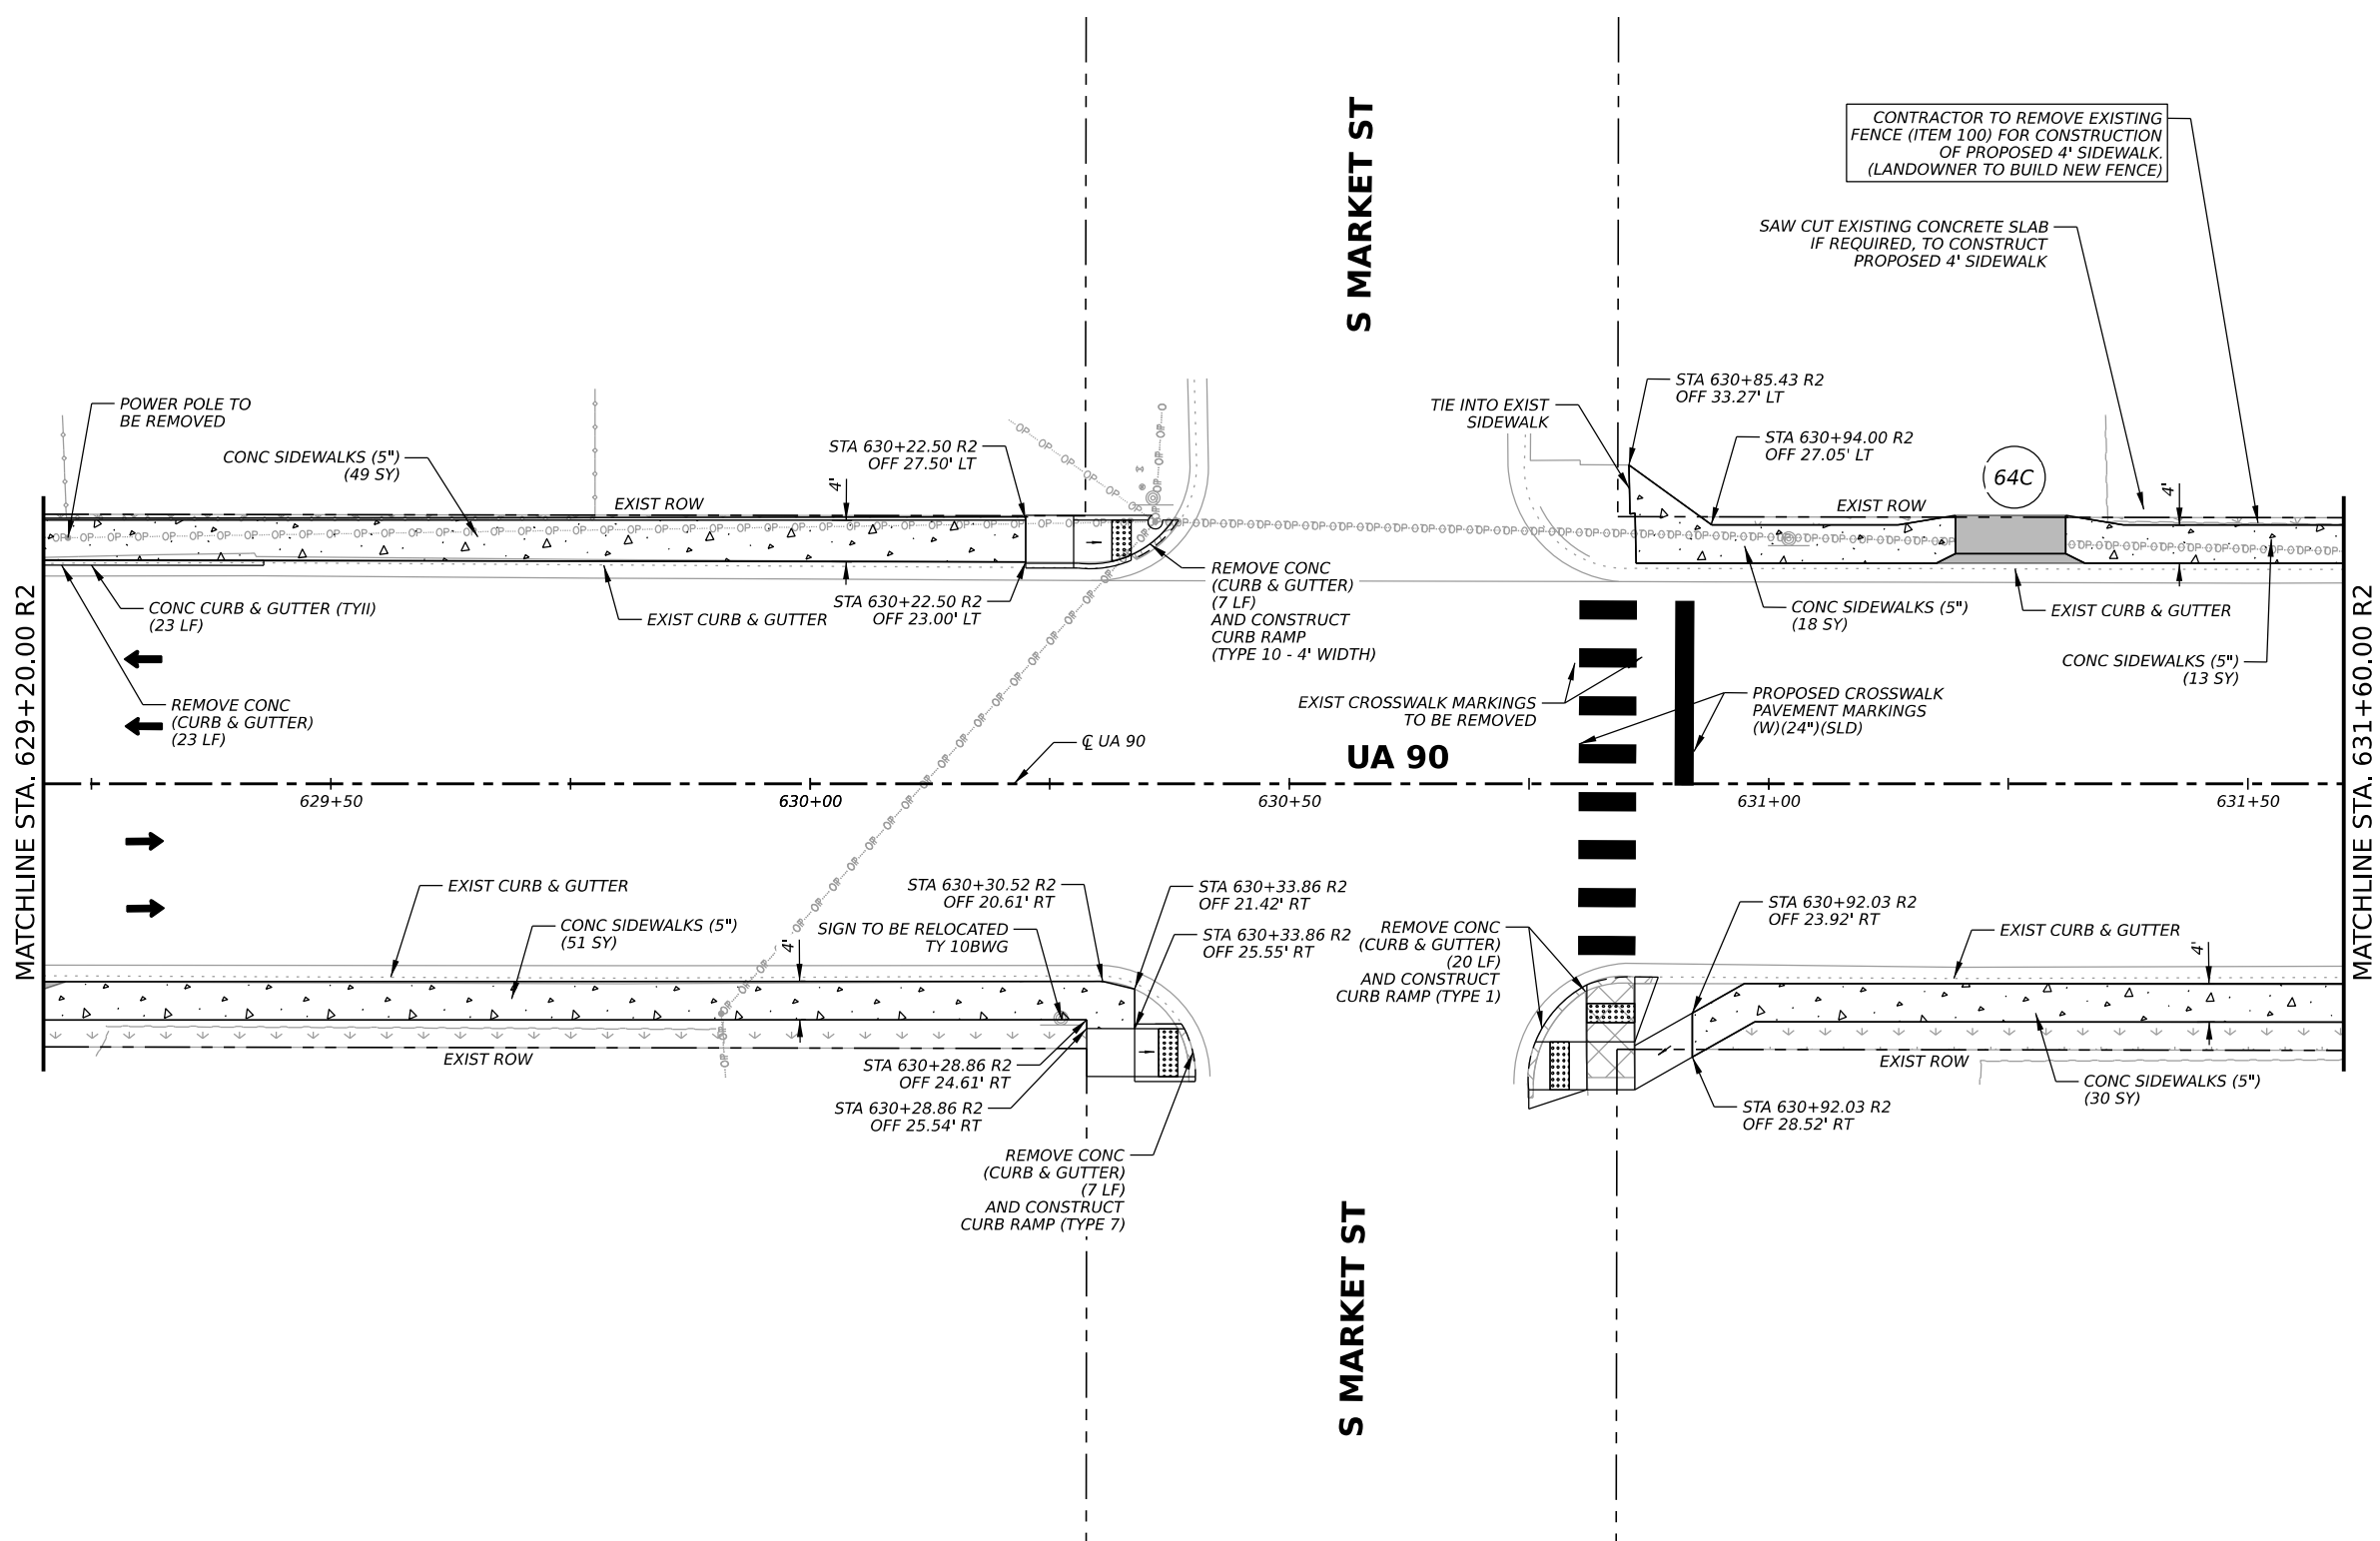 S MARKET ST
CONTRACTOR TO REMOVE EXISTING
FENCE (ITEM 100) FOR CONSTRUCTION
OF PROPOSED 4' SIDEWALK.
(LANDOWNER TO BUILD NEW FENCE)
SAW CUT EXISTING CONCRETE SLAB
IF REQUIRED, TO CONSTRUCT
PROPOSED 4' SIDEWALK
POWER POLE TO
BE REMOVED
CONC SIDEWALKS (5")
(49 SY)
EXIST ROW
4'
STA 630+22.50 R2
OFF 27.50' LT
TIE INTO EXIST
SIDEWALK
STA 630+85.43 R2
OFF 33.27' LT
STA 630+94.00 R2
OFF 27.05' LT
EXIST ROW
64C
4'
MATCHLINE STA. 629+20.00 R2
CONC CURB & GUTTER (TYII)
(23 LF)
EXIST CURB & GUTTER
STA 630+22.50 R2
OFF 23.00' LT
REMOVE CONC
(CURB & GUTTER)
(7 LF)
AND CONSTRUCT
CURB RAMP
(TYPE 10 - 4' WIDTH)
CONC SIDEWALKS (5")
(18 SY)
EXIST CURB & GUTTER
CONC SIDEWALKS (5")
(13 SY)
MATCHLINE STA. 631+60.00 R2
REMOVE CONC
(CURB & GUTTER)
(23 LF)
EXIST CROSSWALK MARKINGS
TO BE REMOVED
PROPOSED CROSSWALK
PAVEMENT MARKINGS
(W)(24")(SLD)
℄ UA 90
UA 90
629+50
630+00
630+50
631+00
631+50
EXIST CURB & GUTTER
CONC SIDEWALKS (5")
(51 SY)
4'
STA 630+30.52 R2
OFF 20.61' RT
SIGN TO BE RELOCATED
TY 10BWG
STA 630+33.86 R2
OFF 21.42' RT
STA 630+33.86 R2
OFF 25.55' RT
REMOVE CONC
(CURB & GUTTER)
(20 LF)
AND CONSTRUCT
CURB RAMP (TYPE 1)
STA 630+92.03 R2
OFF 23.92' RT
EXIST CURB & GUTTER
4'
EXIST ROW
STA 630+28.86 R2
OFF 24.61' RT
STA 630+28.86 R2
OFF 25.54' RT
REMOVE CONC
(CURB & GUTTER)
(7 LF)
AND CONSTRUCT
CURB RAMP (TYPE 7)
EXIST ROW
CONC SIDEWALKS (5")
(30 SY)
STA 630+92.03 R2
OFF 28.52' RT
S MARKET ST